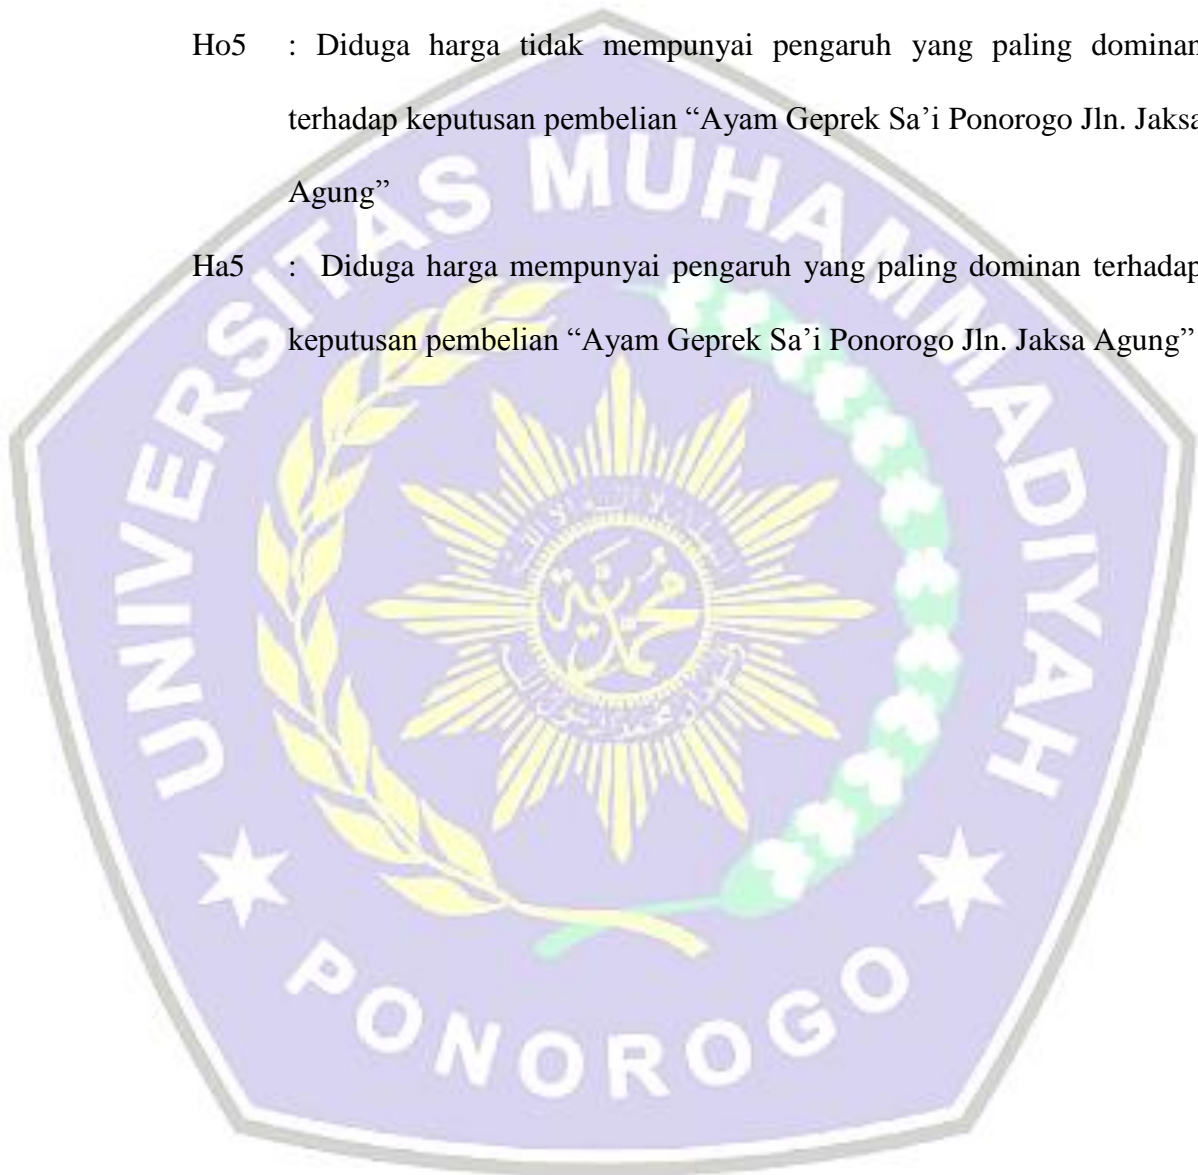 Ho5 : Diduga harga tidak mempunyai pengaruh yang paling dominan
terhadap keputusan pembelian “Ayam Geprek Sa’i Ponorogo Jln. Jaksa
Agung”
Ha5 : Diduga harga mempunyai pengaruh yang paling dominan terhadap
keputusan pembelian “Ayam Geprek Sa’i Ponorogo Jln. Jaksa Agung”
UNIVERSITAS MUHAMMADIYAH
PONOROGO